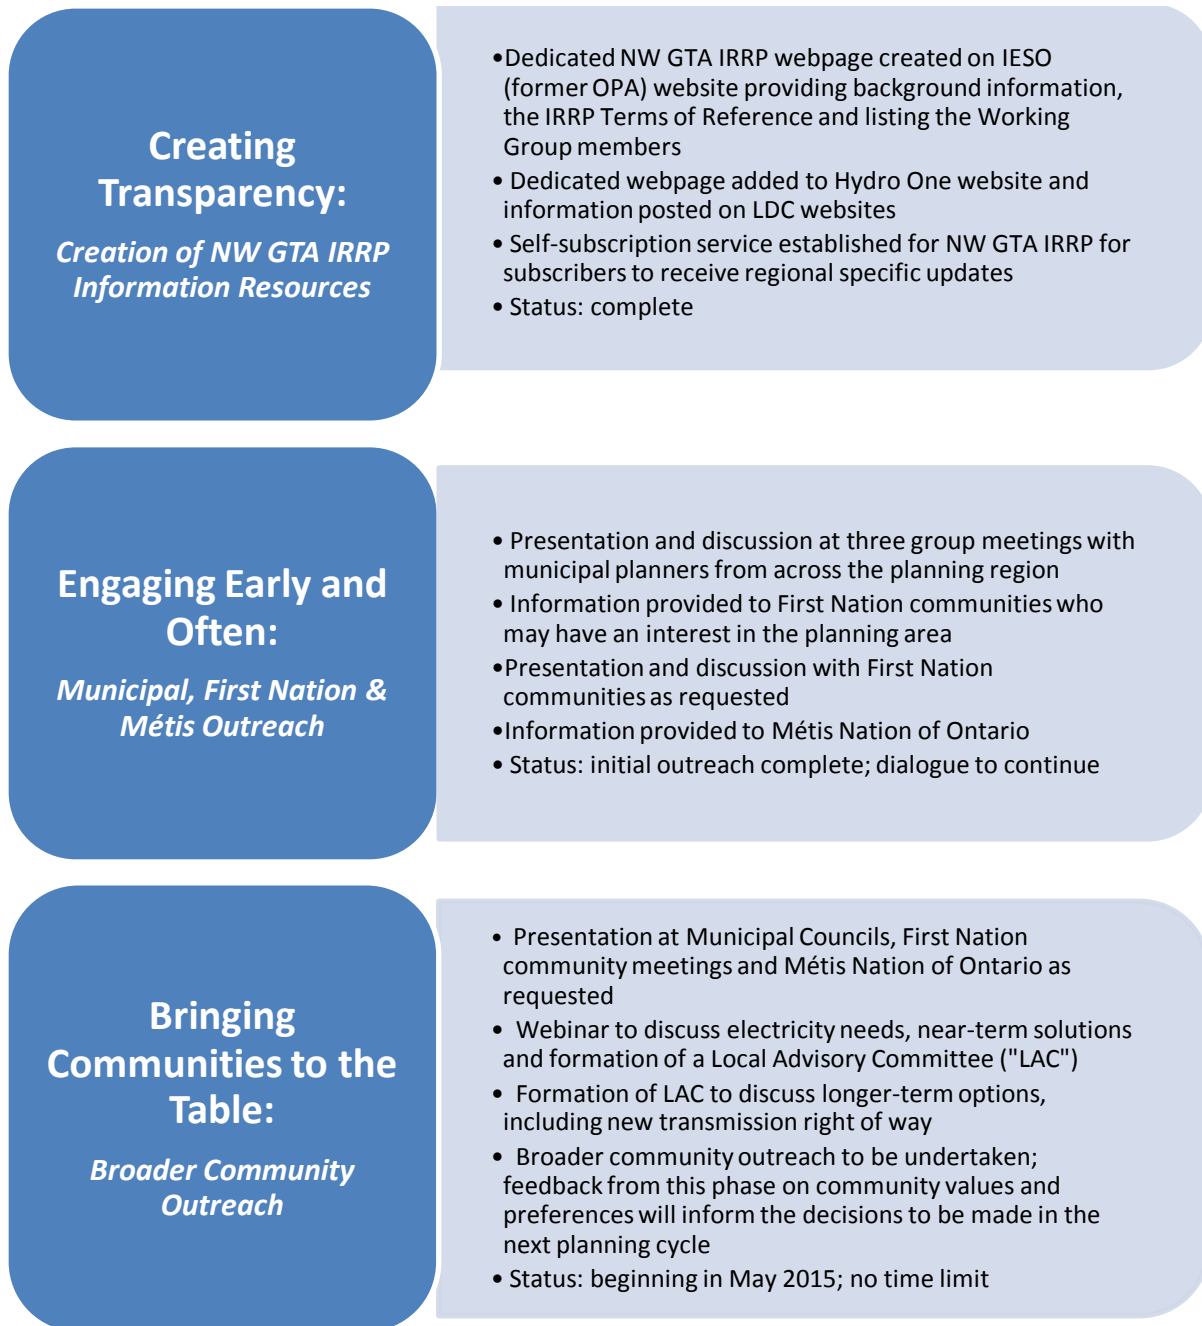 Creating
Transparency:
Creation of NW GTA IRRP
Information Resources
•Dedicated NW GTA IRRP webpage created on IESO
(former OPA) website providing background information,
the IRRP Terms of Reference and listing the Working
Group members
• Dedicated webpage added to Hydro One website and
information posted on LDC websites
• Self-subscription service established for NW GTA IRRP for
subscribers to receive regional specific updates
• Status: complete
Engaging Early and
Often:
Municipal, First Nation &
Métis Outreach
• Presentation and discussion at three group meetings with
municipal planners from across the planning region
• Information provided to First Nation communities who
may have an interest in the planning area
•Presentation and discussion with First Nation
communities as requested
•Information provided to Métis Nation of Ontario
• Status: initial outreach complete; dialogue to continue
Bringing
Communities to the
Table:
Broader Community
Outreach
• Presentation at Municipal Councils, First Nation
community meetings and Métis Nation of Ontario as
requested
• Webinar to discuss electricity needs, near-term solutions
and formation of a Local Advisory Committee ("LAC")
• Formation of LAC to discuss longer-term options,
including new transmission right of way
• Broader community outreach to be undertaken;
feedback from this phase on community values and
preferences will inform the decisions to be made in the
next planning cycle
• Status: beginning in May 2015; no time limit